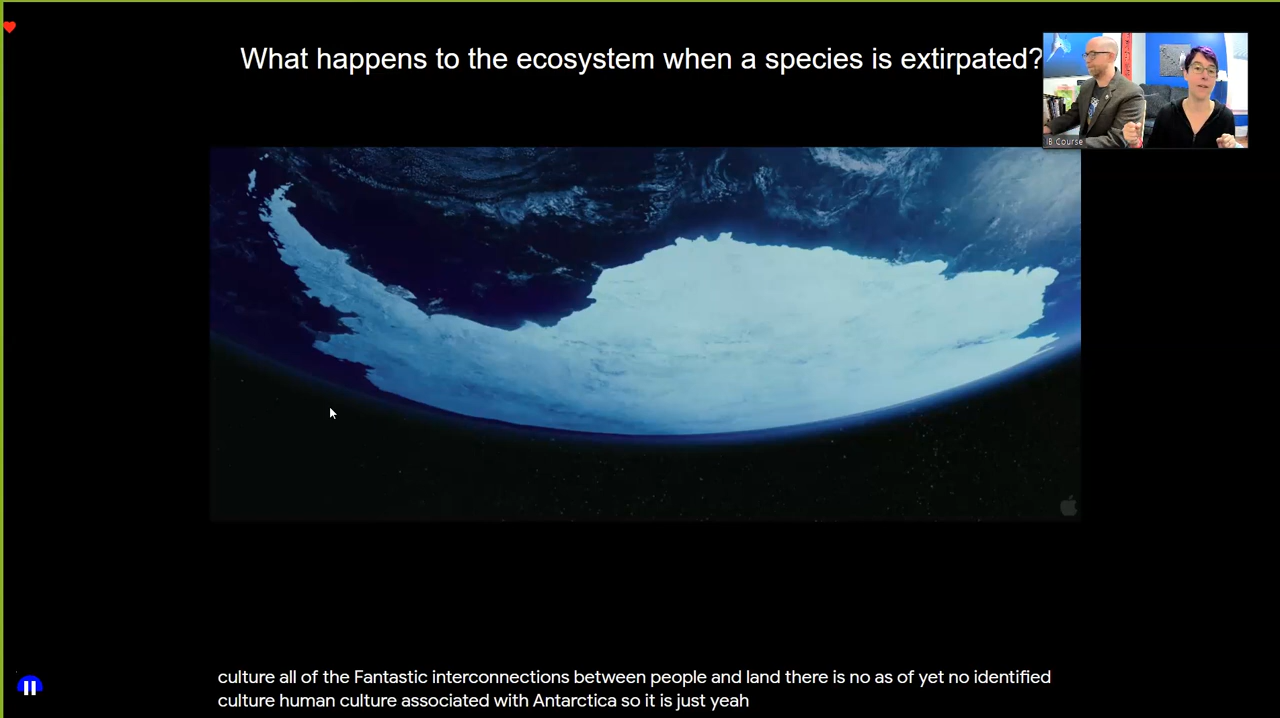 What happens to the ecosystem when a species is extirpated?
IB Course
culture all of the Fantastic interconnections between people and land there is no as of yet no identified
culture human culture associated with Antarctica so it is just yeah